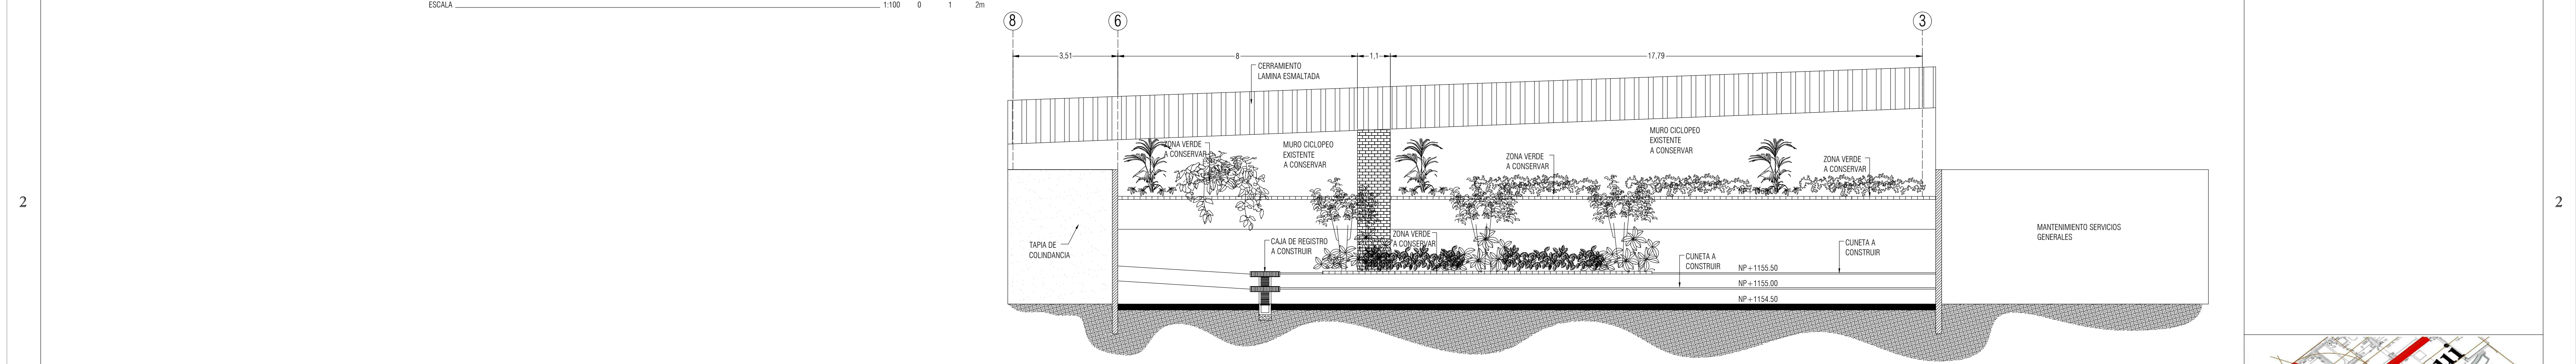 ESCALA 1:100 0 1 2m
8 6 3
3,51 8 1,1 17,79
CERRAMIENTO
LAMINA ESMALTADA
ZONA VERDE
A CONSERVAR
MURO CICLOPEO
EXISTENTE
A CONSERVAR
MURO CICLOPEO
EXISTENTE
A CONSERVAR
ZONA VERDE
A CONSERVAR
ZONA VERDE
A CONSERVAR
2
2
TAPIA DE
COLINDANCIA
CAJA DE REGISTRO
A CONSTRUIR
ZONA VERDE
A CONSERVAR
CUNETA A
CONSTRUIR
CUNETA A
CONSTRUIR
MANTENIMIENTO SERVICIOS
GENERALES
NP+1155.50
NP+1155.00
NP+1154.50